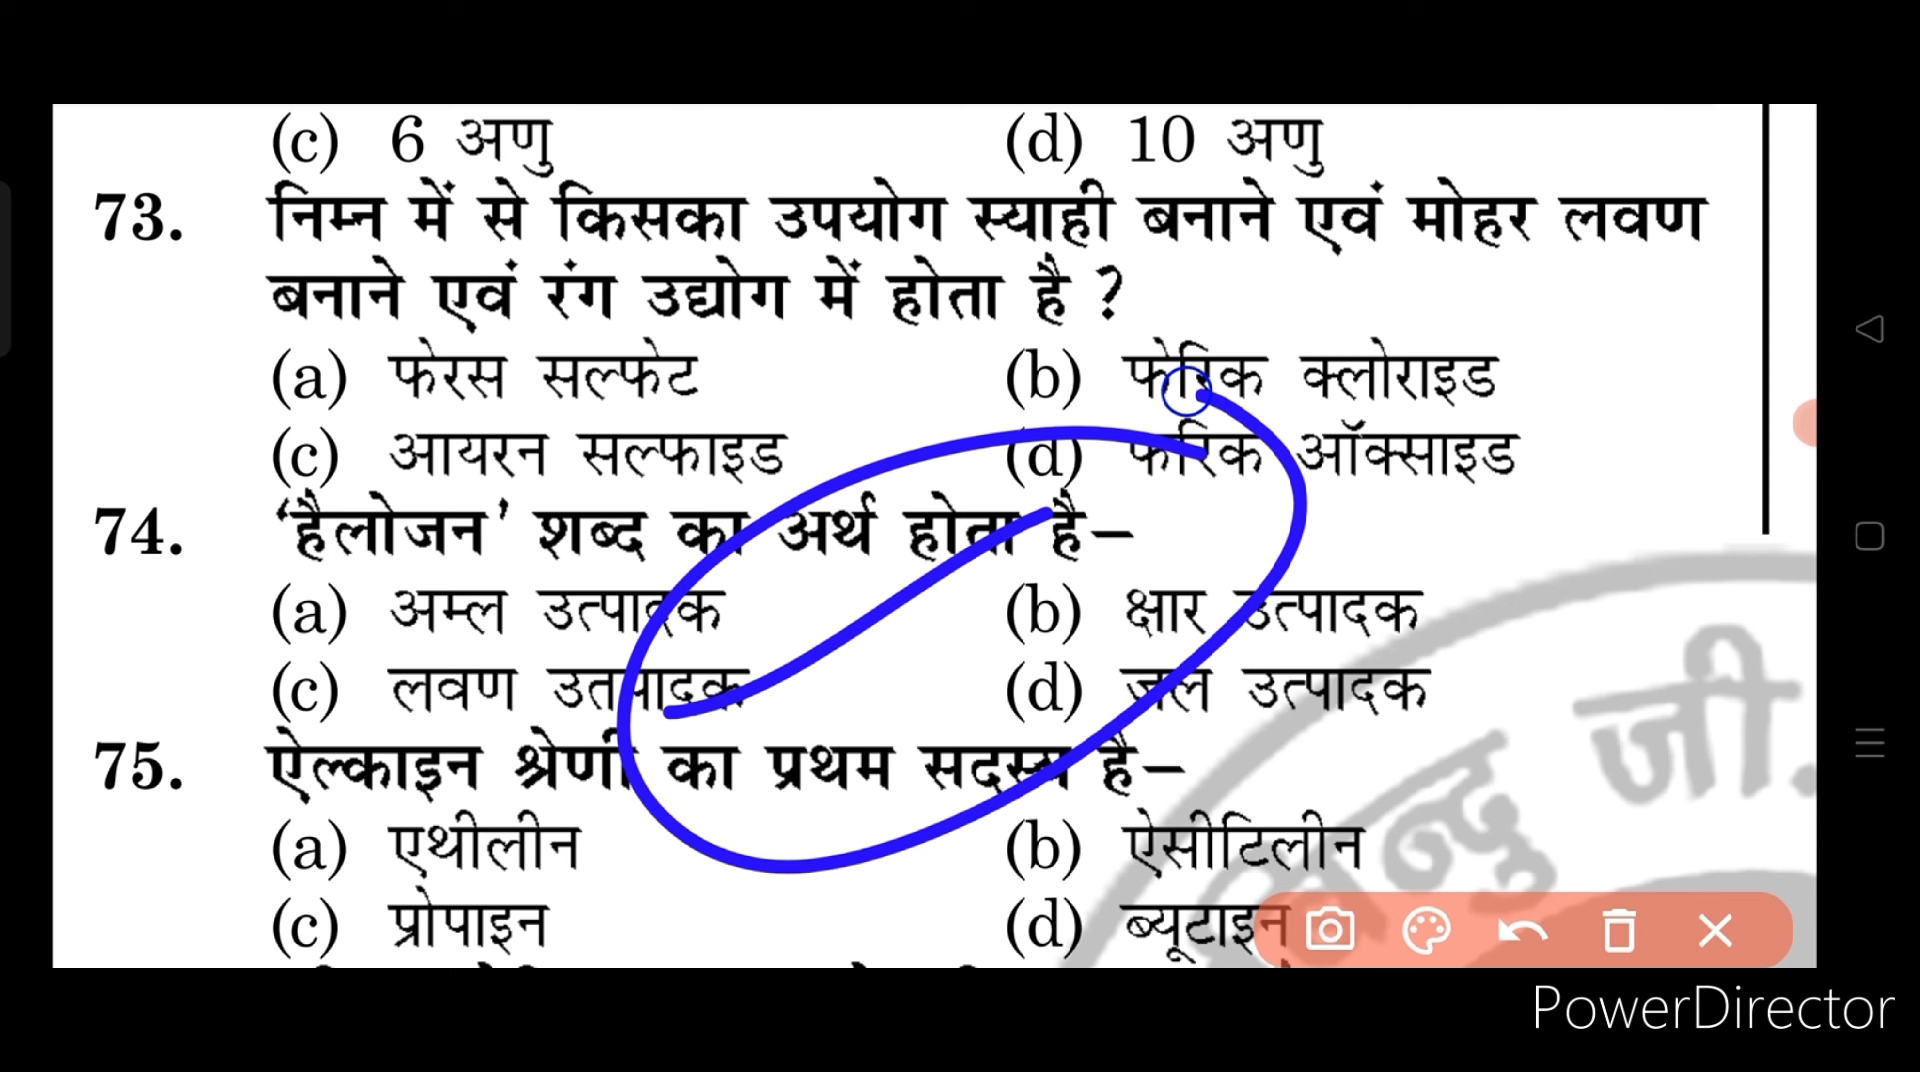 (c) 6 अणु (d) 10 अणु
73. निम्न में से किसका उपयोग स्याही बनाने एवं मोहर लवण
बनाने एवं रंग उद्योग में होता है ?
(a) फेरस सल्फेट (b) फेरिक क्लोराइड
(c) आयरन सल्फाइड (d) फेरिक ऑक्साइड
74. ‘हैलोजन’ शब्द का अर्थ होता है–
(a) अम्ल उत्पादक (b) क्षार उत्पादक
(c) लवण उतपादक (d) जल उत्पादक
75. ऐल्काइन श्रेणी का प्रथम सदस्य है–
(a) एथीलीन (b) ऐसीटिलीन
(c) प्रोपाइन (d) ब्यूटाइन
जी.
PowerDirector